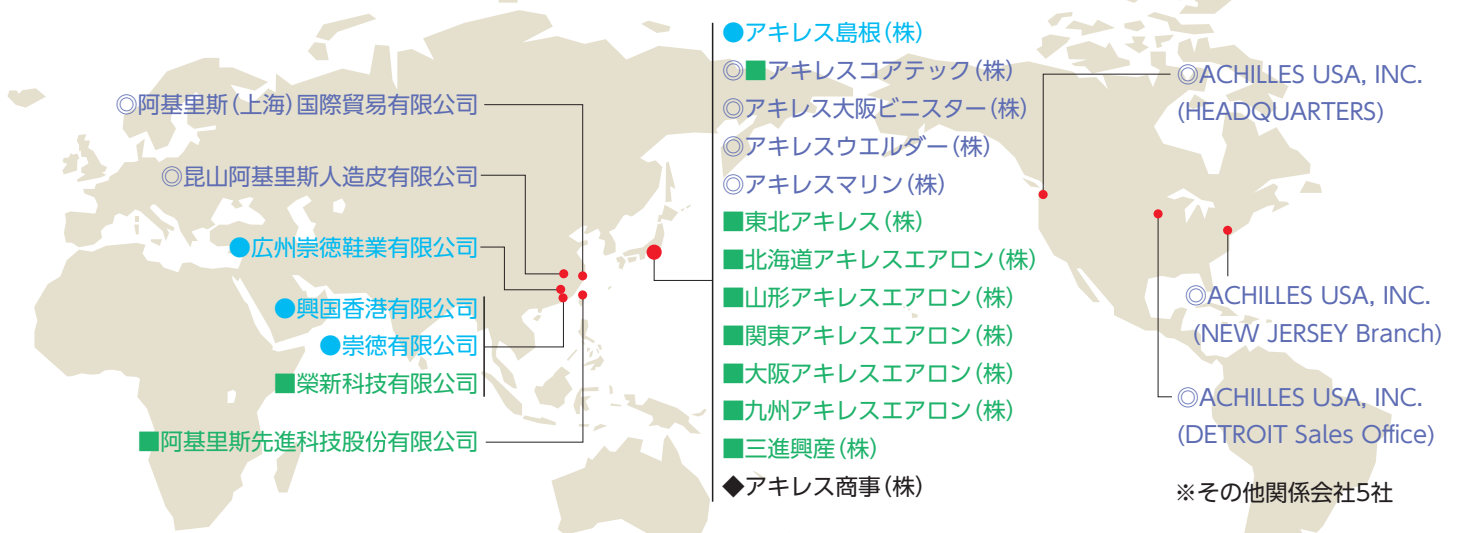 ◎阿基里斯(上海)国際貿易有限公司
◎昆山阿基里斯人造皮有限公司
●広州崇徳鞋業有限公司
●興国香港有限公司
●崇徳有限公司
■榮新科技有限公司
■阿基里斯先進科技股份有限公司
●アキレス島根(株)
◎■アキレスコアテック(株)
◎アキレス大阪ビニスター(株)
◎アキレスウエルダー(株)
◎アキレスマリン(株)
■東北アキレス(株)
■北海道アキレスエアロン(株)
■山形アキレスエアロン(株)
■関東アキレスエアロン(株)
■大阪アキレスエアロン(株)
■九州アキレスエアロン(株)
■三進興産(株)
◆アキレス商事(株)
◎ACHILLES USA, INC.
(HEADQUARTERS)
◎ACHILLES USA, INC.
(NEW JERSEY Branch)
◎ACHILLES USA, INC.
(DETROIT Sales Office)
※その他関係会社5社